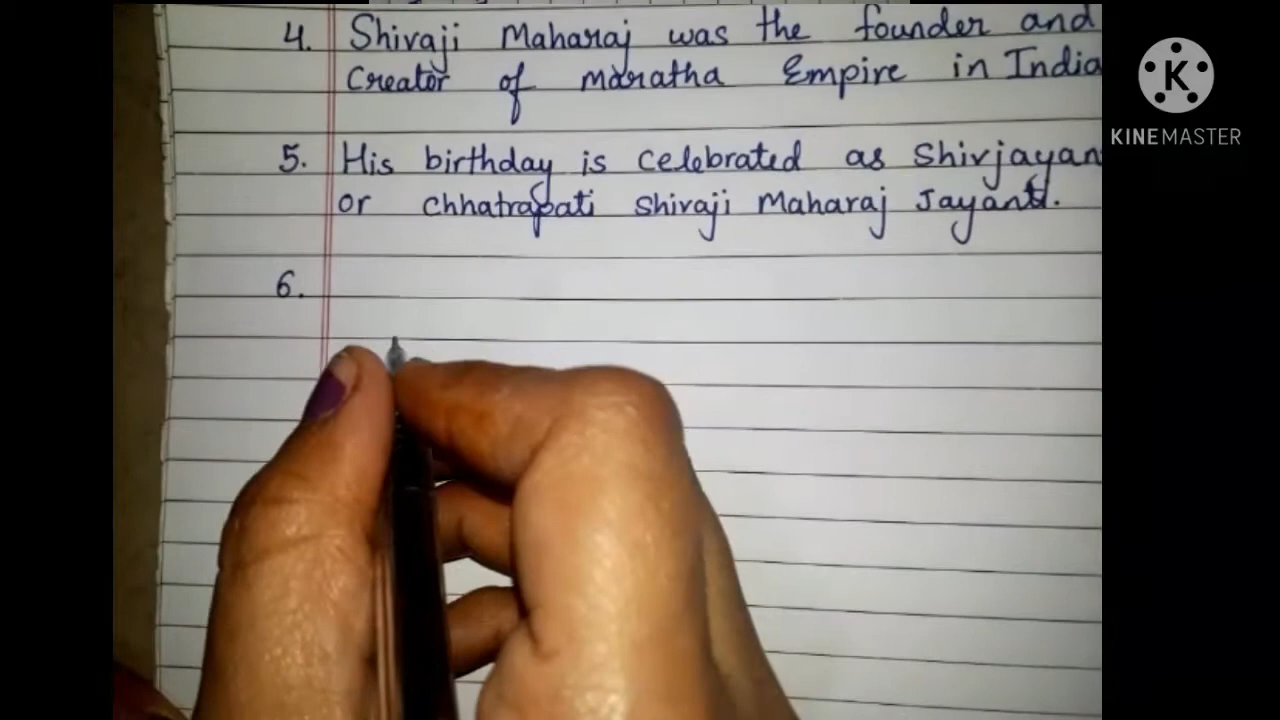 4. Shivaji Maharaj was the founder and
Creator of maratha Empire in India
5. His birthday is celebrated as Shivjayan
or chhatrapati Shivaji Maharaj Jayanti.
6.
K
KINEMASTER